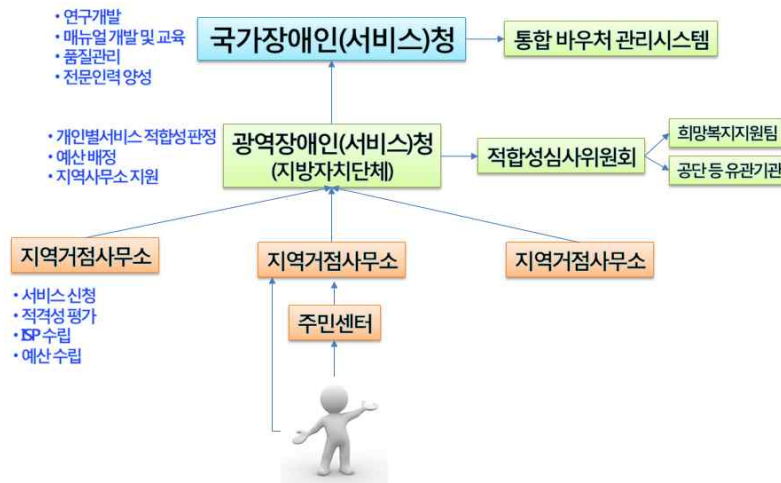 • 연구개발
• 매뉴얼 개발 및 교육
• 품질관리
• 전문인력 양성
국가장애인(서비스)청
통합 바우처 관리시스템
• 개인별서비스 적합성 판정
• 예산 배정
• 지역사무소 지원
광역장애인(서비스)청
(지방자치단체)
적합성심사위원회
희망복지지원팀
공단 등 유관기관
지역거점사무소
지역거점사무소
지역거점사무소
• 서비스 신청
• 적격성 평가
• ISP 수립
• 예산 수립
주민센터